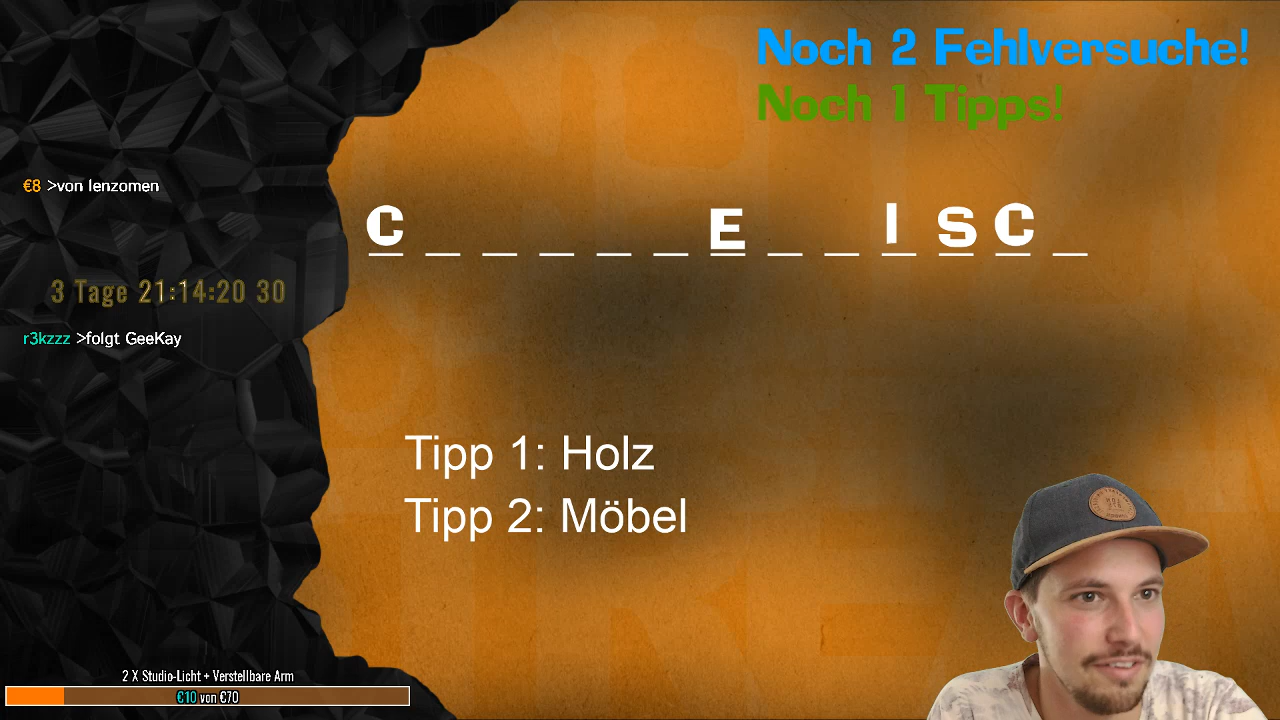 Noch 2 Fehlversuche!
Noch 1 Tipps!
€8 >von lenzomen
C _ _ _ _ _ E _ _ I S C _
3 Tage 21:14:20 30
r3kzzz >folgt GeeKay
Tipp 1: Holz
Tipp 2: Möbel
2 X Studio-Licht + Verstellbare Arm
€10 von €70